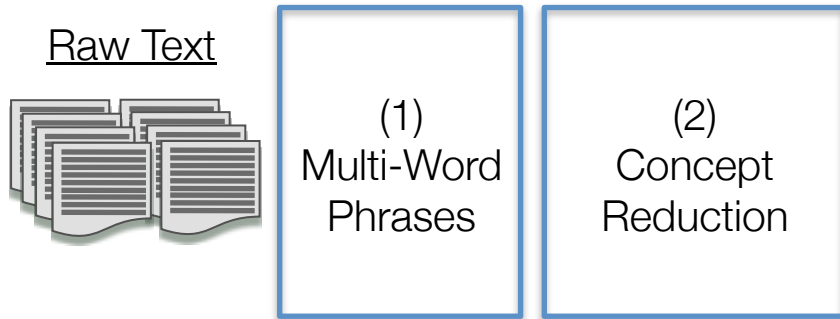 Raw Text
(1)
Multi-Word
Phrases
(2)
Concept
Reduction